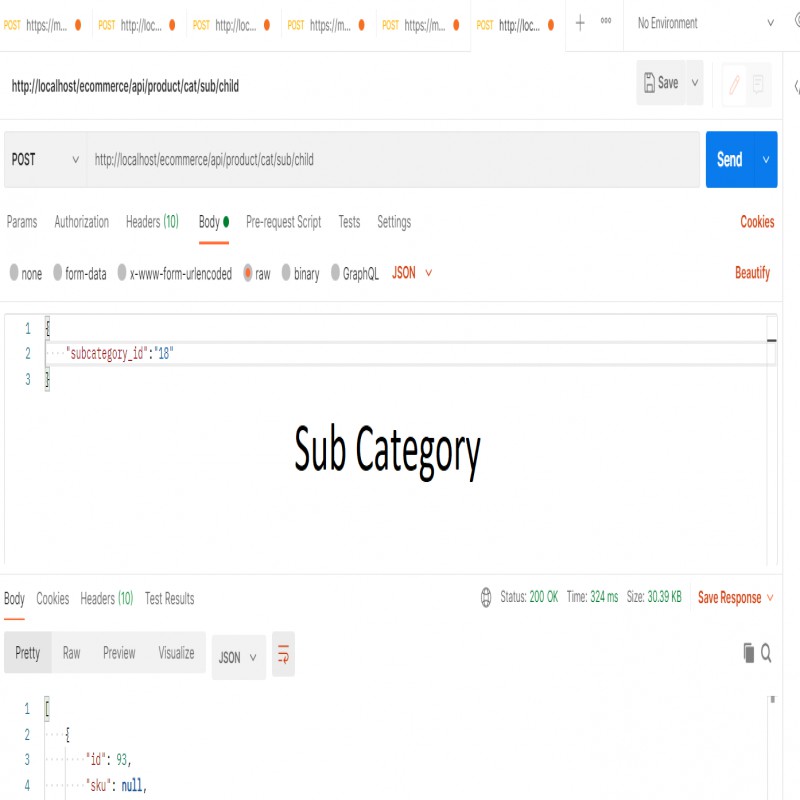 POST https://m... POST http://loc... POST http://loc... POST https://m... POST https://m... POST http://loc... + ooo No Environment
http://localhost/ecommerce/api/product/cat/sub/child Save
POST http://localhost/ecommerce/api/product/cat/sub/child Send
Params Authorization Headers (10) Body Pre-request Script Tests Settings Cookies
none form-data x-www-form-urlencoded raw binary GraphQL JSON Beautify
1 {
2 "subcategory_id":"18"
3 }
Sub Category
Body Cookies Headers (10) Test Results Status: 200 OK Time: 324 ms Size: 30.39 KB Save Response
Pretty Raw Preview Visualize JSON
1 [
2 {
3 "id": 93,
4 "sku": null,